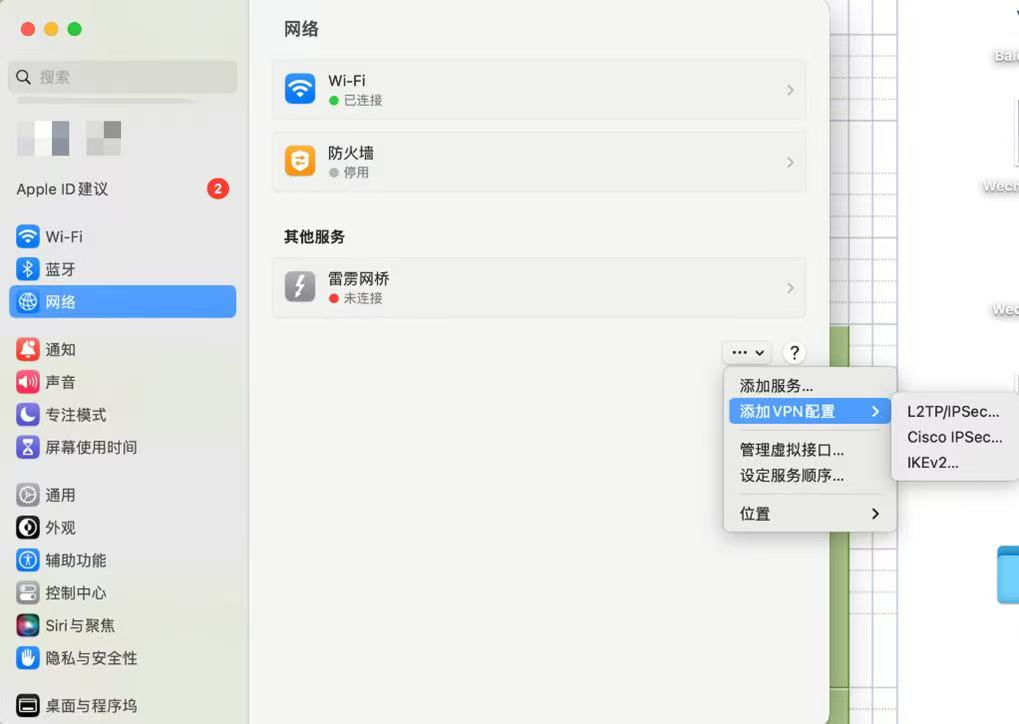 搜索
Apple ID建议
2
Wi-Fi
蓝牙
网络
通知
声音
专注模式
屏幕使用时间
通用
外观
辅助功能
控制中心
Siri与聚焦
隐私与安全性
桌面与程序坞
网络
Wi-Fi
已连接
防火墙
停用
其他服务
雷雳网桥
未连接
?
添加服务...
添加VPN配置
管理虚拟接口...
设定服务顺序...
位置
L2TP/IPSec...
Cisco IPSec...
IKEv2...
Wech